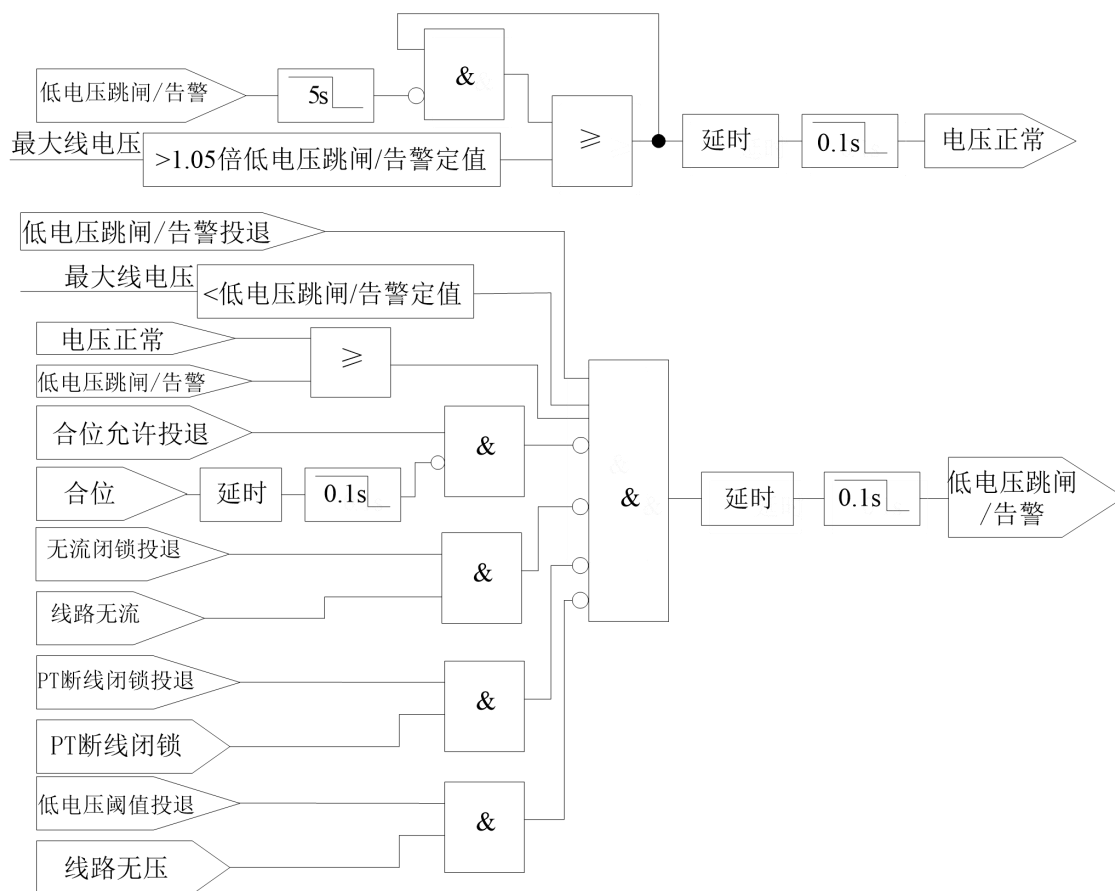 &
低电压跳闸/告警
5s
最大线电压
>1.05倍低电压跳闸/告警定值
≥
延时
0.1s
电压正常
低电压跳闸/告警投退
最大线电压
<低电压跳闸/告警定值
电压正常
≥
低电压跳闸/告警
合位允许投退
&
合位
延时
0.1s
&
延时
0.1s
低电压跳闸
/告警
无流闭锁投退
&
线路无流
PT断线闭锁投退
&
PT断线闭锁
低电压阈值投退
&
线路无压